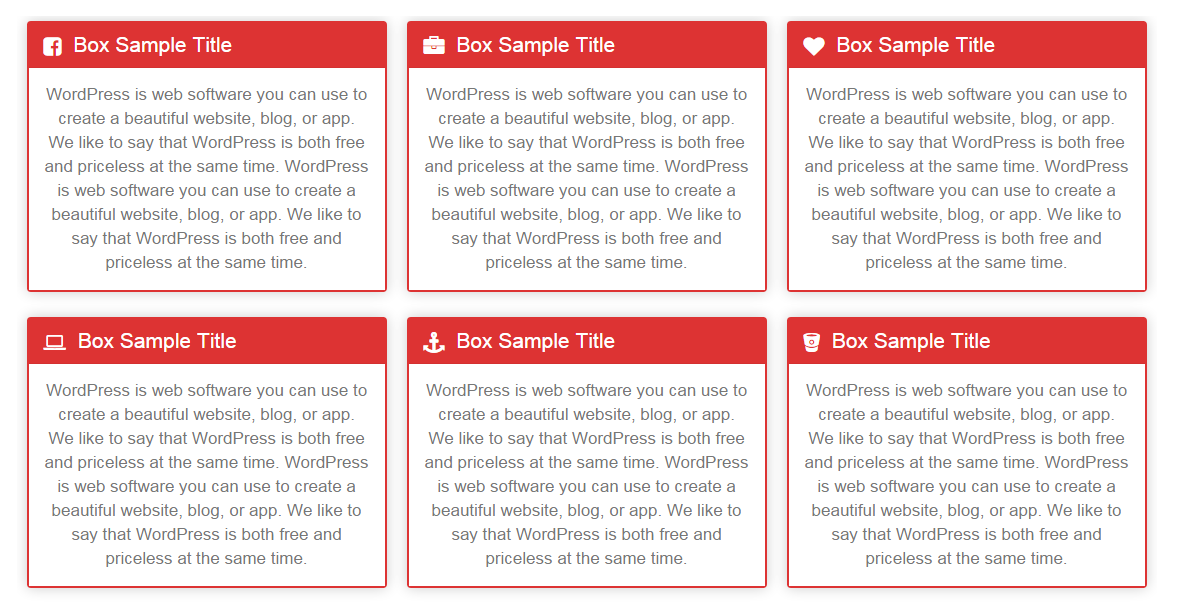 Box Sample Title
WordPress is web software you can use to
create a beautiful website, blog, or app.
We like to say that WordPress is both free
and priceless at the same time. WordPress
is web software you can use to create a
beautiful website, blog, or app. We like to
say that WordPress is both free and
priceless at the same time.
Box Sample Title
WordPress is web software you can use to
create a beautiful website, blog, or app.
We like to say that WordPress is both free
and priceless at the same time. WordPress
is web software you can use to create a
beautiful website, blog, or app. We like to
say that WordPress is both free and
priceless at the same time.
Box Sample Title
WordPress is web software you can use to
create a beautiful website, blog, or app.
We like to say that WordPress is both free
and priceless at the same time. WordPress
is web software you can use to create a
beautiful website, blog, or app. We like to
say that WordPress is both free and
priceless at the same time.
Box Sample Title
WordPress is web software you can use to
create a beautiful website, blog, or app.
We like to say that WordPress is both free
and priceless at the same time. WordPress
is web software you can use to create a
beautiful website, blog, or app. We like to
say that WordPress is both free and
priceless at the same time.
Box Sample Title
WordPress is web software you can use to
create a beautiful website, blog, or app.
We like to say that WordPress is both free
and priceless at the same time. WordPress
is web software you can use to create a
beautiful website, blog, or app. We like to
say that WordPress is both free and
priceless at the same time.
Box Sample Title
WordPress is web software you can use to
create a beautiful website, blog, or app.
We like to say that WordPress is both free
and priceless at the same time. WordPress
is web software you can use to create a
beautiful website, blog, or app. We like to
say that WordPress is both free and
priceless at the same time.